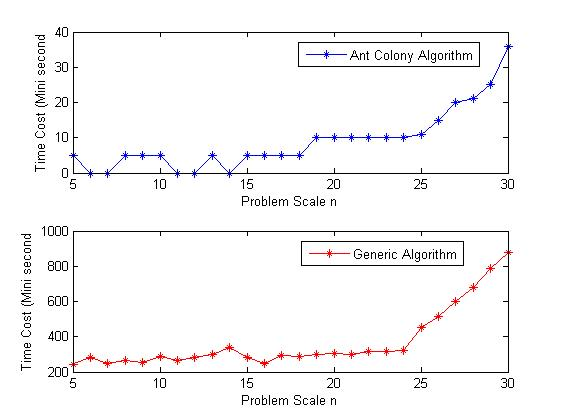 40
30
20
10
0
Time Cost (Mini second
Ant Colony Algorithm
5 10 15 20 25 30
Problem Scale n
1000
800
600
400
200
Time Cost (Mini second
Generic Algorithm
5 10 15 20 25 30
Problem Scale n